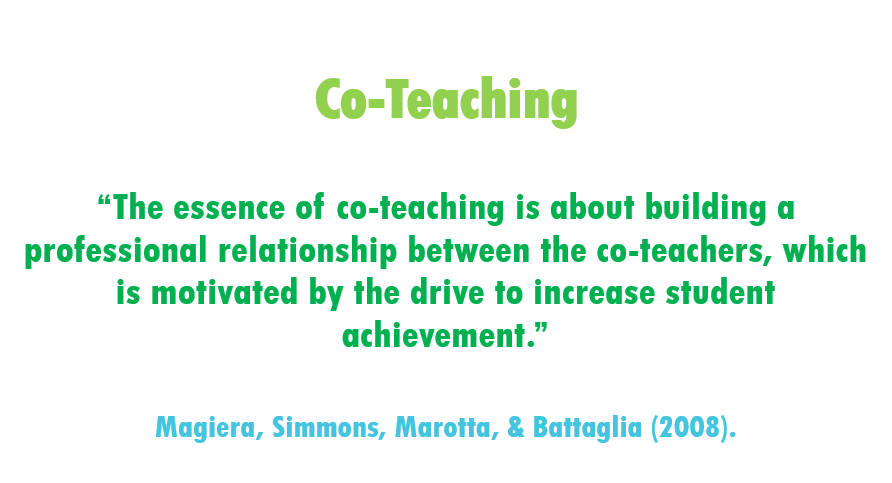 Co-Teaching
“The essence of co-teaching is about building a
professional relationship between the co-teachers, which
is motivated by the drive to increase student
achievement.”
Magiera, Simmons, Marotta, & Battaglia (2008).